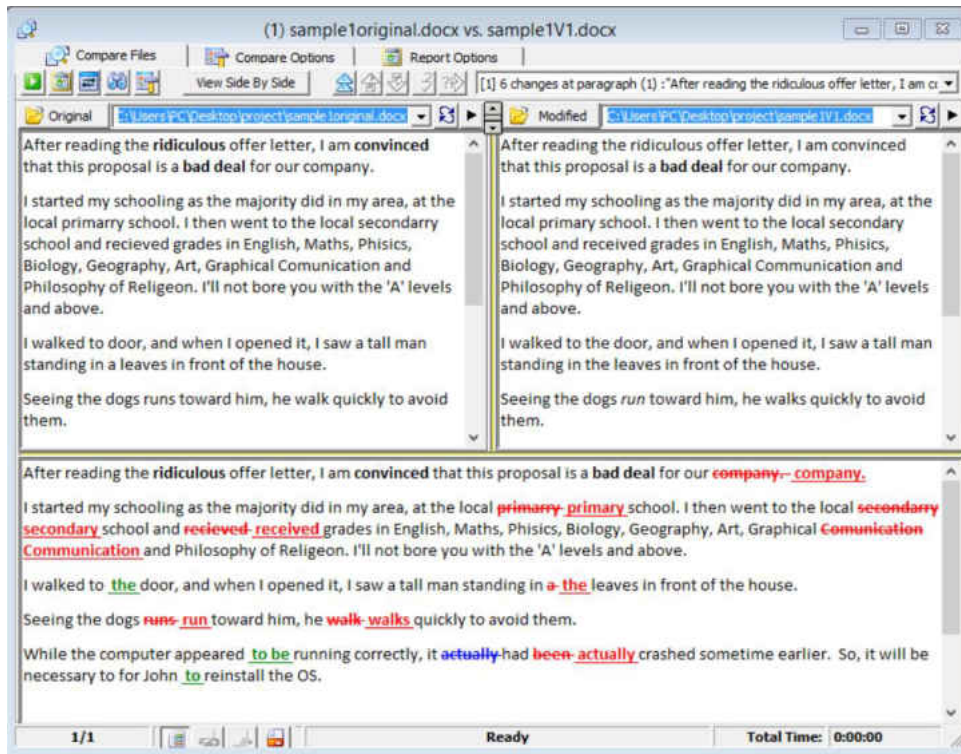 (1) sample1original.docx vs. sample1V1.docx
Compare Files Compare Options Report Options
View Side By Side [1] 6 changes at paragraph (1) :"After reading the ridiculous offer letter, I am co
Original C:\Users\PC\Desktop\project\sample1original.docx Modified C:\Users\PC\Desktop\project\sample1V1.docx
After reading the ridiculous offer letter, I am convinced
that this proposal is a bad deal for our company.
I started my schooling as the majority did in my area, at the
local primarry school. I then went to the local secondarry
school and recieved grades in English, Maths, Phisics,
Biology, Geography, Art, Graphical Comunication and
Philosophy of Religeon. I'll not bore you with the 'A' levels
and above.
I walked to door, and when I opened it, I saw a tall man
standing in a leaves in front of the house.
Seeing the dogs runs toward him, he walk quickly to avoid
them.
After reading the ridiculous offer letter, I am convinced
that this proposal is a bad deal for our company.
I started my schooling as the majority did in my area, at the
local primary school. I then went to the local secondary
school and received grades in English, Maths, Phisics,
Biology, Geography, Art, Graphical Communication and
Philosophy of Religeon. I'll not bore you with the 'A' levels
and above.
I walked to the door, and when I opened it, I saw a tall man
standing in the leaves in front of the house.
Seeing the dogs run toward him, he walks quickly to avoid
them.
After reading the ridiculous offer letter, I am convinced that this proposal is a bad deal for our company. company.
I started my schooling as the majority did in my area, at the local primarry primary school. I then went to the local secondarry
secondary school and recieved received grades in English, Maths, Phisics, Biology, Geography, Art, Graphical Comunication
Communication and Philosophy of Religeon. I'll not bore you with the 'A' levels and above.
I walked to the door, and when I opened it, I saw a tall man standing in a the leaves in front of the house.
Seeing the dogs runs run toward him, he walk walks quickly to avoid them.
While the computer appeared to be running correctly, it actually had been actually crashed sometime earlier. So, it will be
necessary to for John to reinstall the OS.
1/1 Ready Total Time: 0:00:00